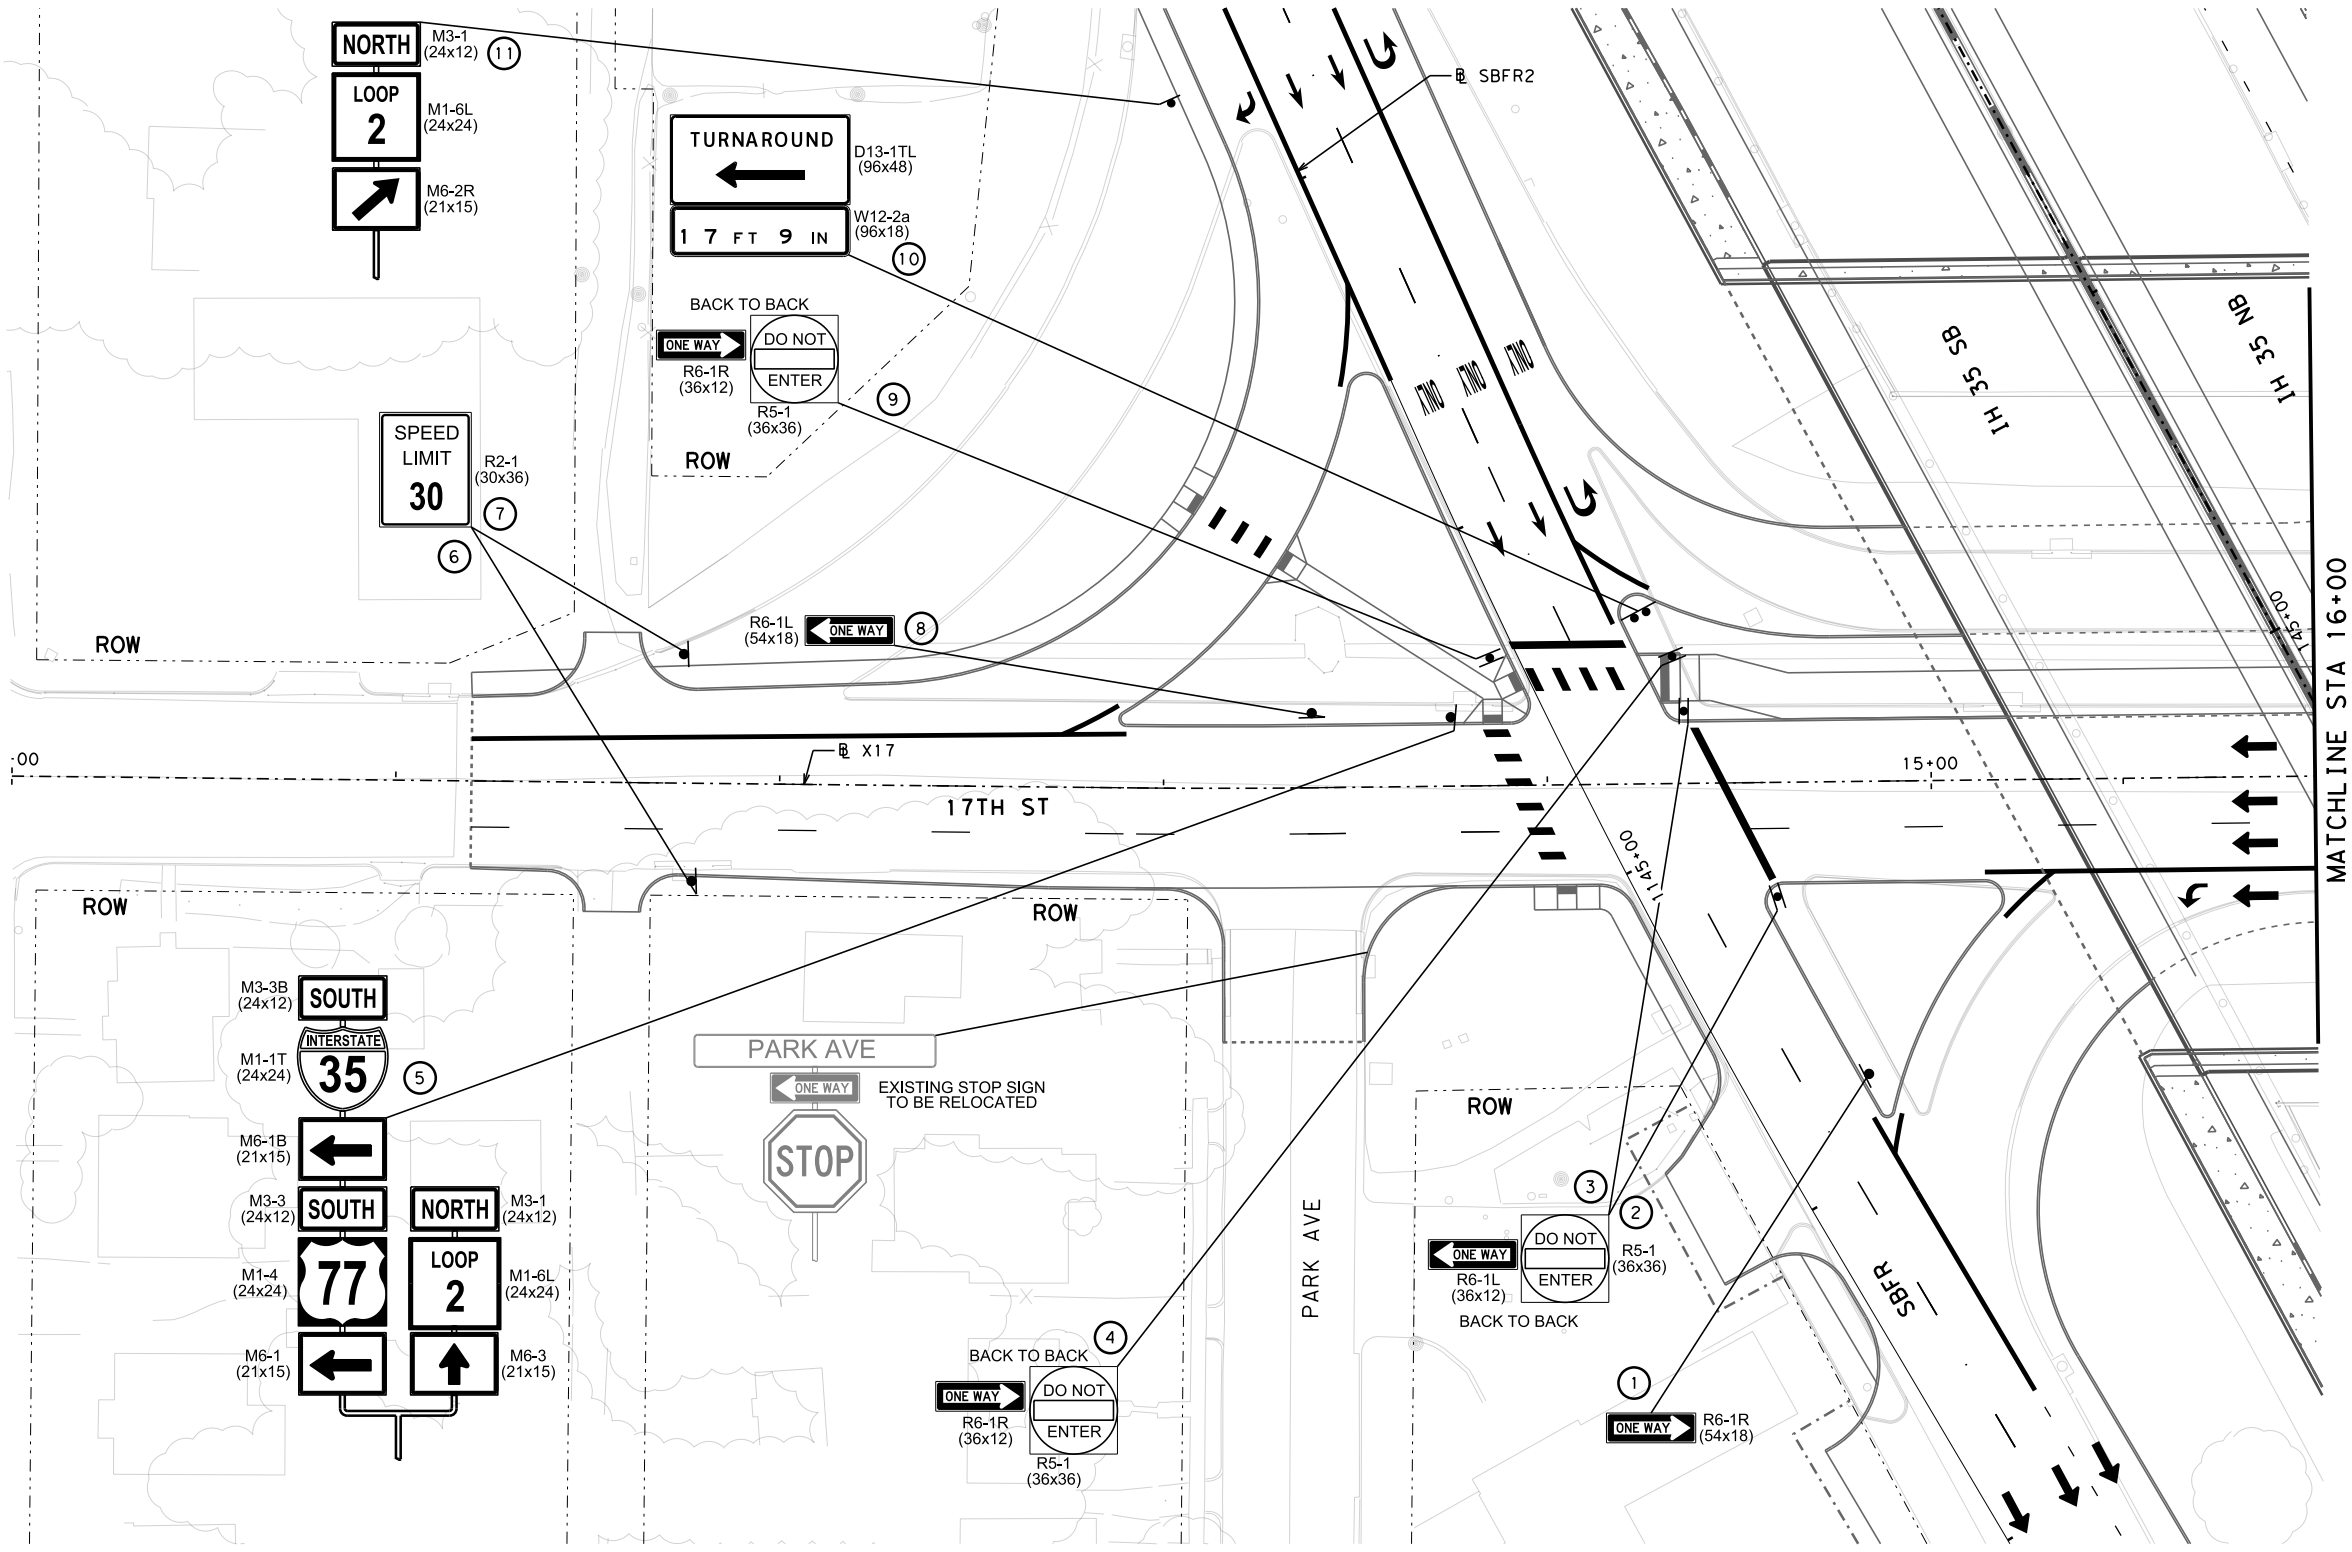 NORTH
M3-1
(24x12)
11
LOOP
2
M1-6L
(24x24)
M6-2R
(21x15)
TURNAROUND
D13-1TL
(96x48)
17 FT 9 IN
W12-2a
(96x18)
10
BACK TO BACK
ONE WAY
R6-1R
(36x12)
DO NOT
ENTER
R5-1
(36x36)
9
ROW
SPEED
LIMIT
30
R2-1
(30x36)
7
6
ROW
R6-1L
(54x18)
ONE WAY
8
℄ SBFR2
ONLY
ONLY
ONLY
IH 35 SB
IH 35 NB
MATCHLINE STA 16+00
145+00
00
℄ X17
17TH ST
15+00
145+00
ROW
ROW
M3-3B
(24x12)
SOUTH
M1-1T
(24x24)
INTERSTATE
35
5
M6-1B
(21x15)
M3-3
(24x12)
SOUTH
NORTH
M3-1
(24x12)
M1-4
(24x24)
77
LOOP
2
M1-6L
(24x24)
M6-1
(21x15)
M6-3
(21x15)
PARK AVE
ONE WAY
EXISTING STOP SIGN
TO BE RELOCATED
STOP
PARK AVE
ROW
BACK TO BACK
4
ONE WAY
R6-1R
(36x12)
DO NOT
ENTER
R5-1
(36x36)
3
2
ONE WAY
R6-1L
(36x12)
DO NOT
ENTER
R5-1
(36x36)
BACK TO BACK
1
ONE WAY
R6-1R
(54x18)
SBFR